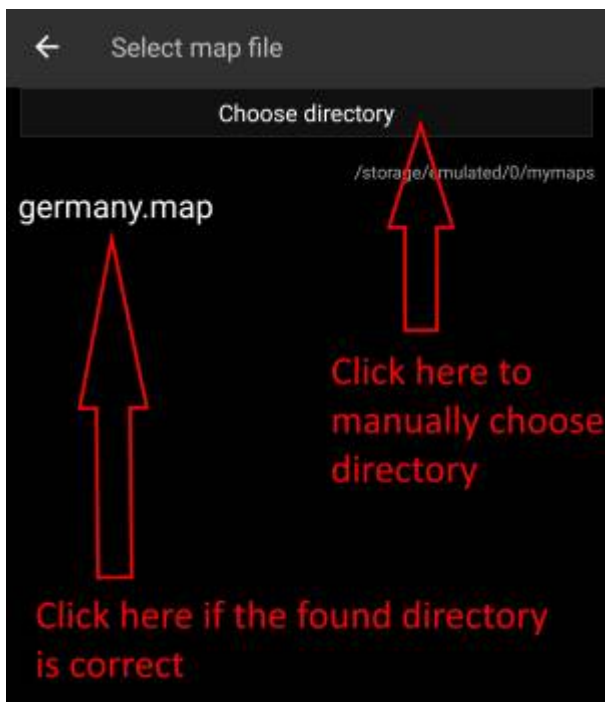 Select map file
Choose directory
/storage/emulated/0/mymaps
germany.map
Click here to
manually choose
directory
Click here if the found directory
is correct